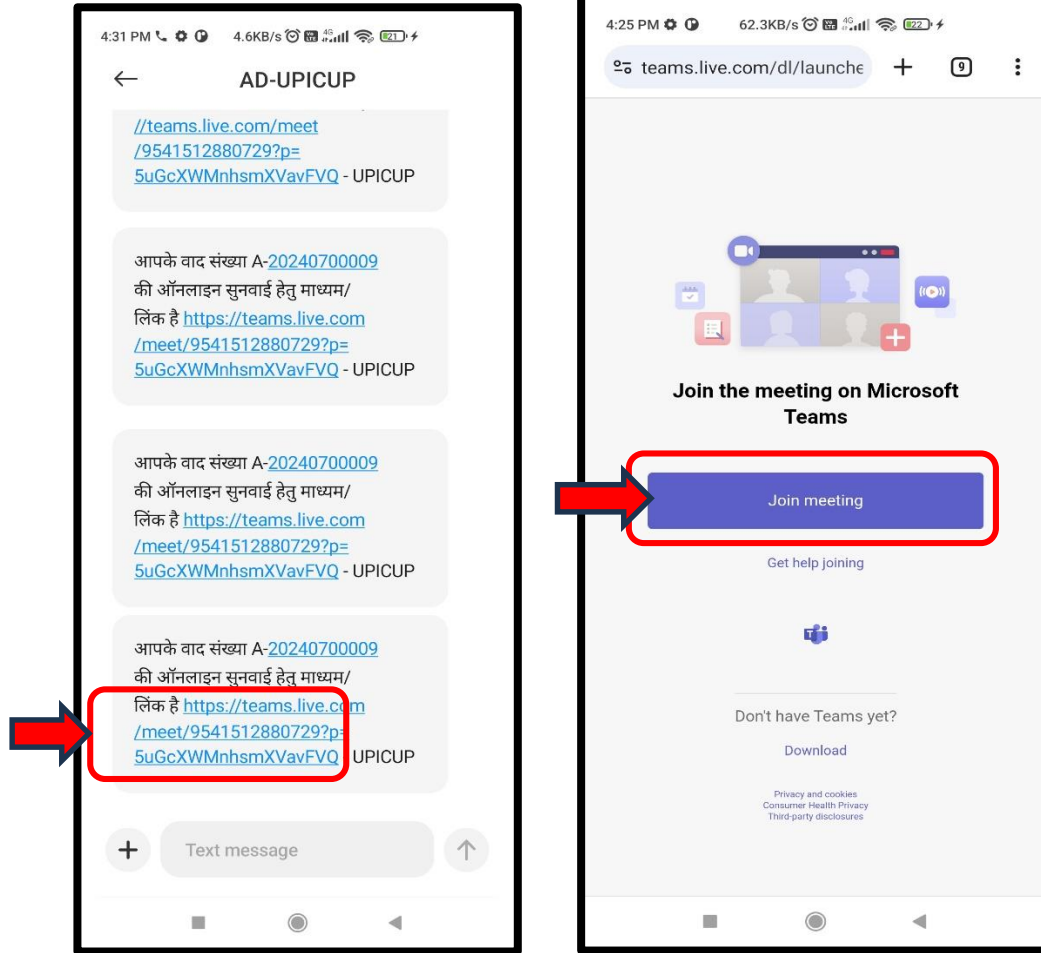 4:31 PM 4.6KB/s 4G 21
AD-UPICUP
//teams.live.com/meet
/9541512880729?p=
5uGcXWMnhsmXVavFVQ - UPICUP
आपके वाद संख्या A-20240700009
की ऑनलाइन सुनवाई हेतु माध्यम/
लिंक है https://teams.live.com
/meet/9541512880729?p=
5uGcXWMnhsmXVavFVQ - UPICUP
आपके वाद संख्या A-20240700009
की ऑनलाइन सुनवाई हेतु माध्यम/
लिंक है https://teams.live.com
/meet/9541512880729?p=
5uGcXWMnhsmXVavFVQ - UPICUP
आपके वाद संख्या A-20240700009
की ऑनलाइन सुनवाई हेतु माध्यम/
लिंक है https://teams.live.com
/meet/9541512880729?p=
5uGcXWMnhsmXVavFVQ UPICUP
Text message
4:25 PM 62.3KB/s 4G 22
teams.live.com/dl/launche 9
Join the meeting on Microsoft
Teams
Join meeting
Get help joining
T
Don't have Teams yet?
Download
Privacy and cookies
Consumer Health Privacy
Third-party disclosures